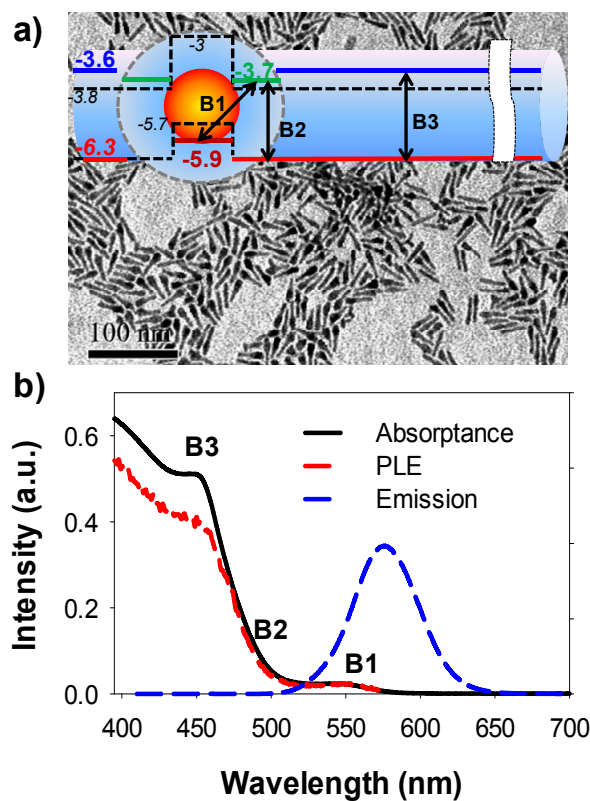 a)
-3
-3.6
-3.7
-3.8
B1
-5.7
B2
B3
-6.3
-5.9
100 nm
b)
0.6
0.4
0.2
0.0
Intensity (a.u.)
B3
B2
B1
Absorptance
PLE
Emission
400 450 500 550 600 650 700
Wavelength (nm)